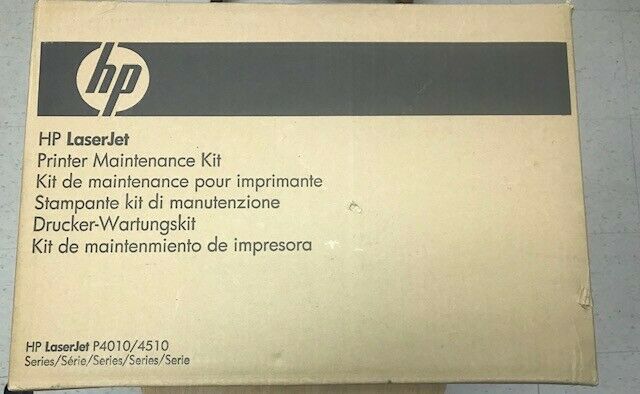 hp
HP LaserJet
Printer Maintenance Kit
Kit de maintenance pour imprimante
Stampante kit di manutenzione
Drucker-Wartungskit
Kit de maintenmiento de impresora
HP LaserJet P4010/4510
Series/Série/Series/Series/Serie